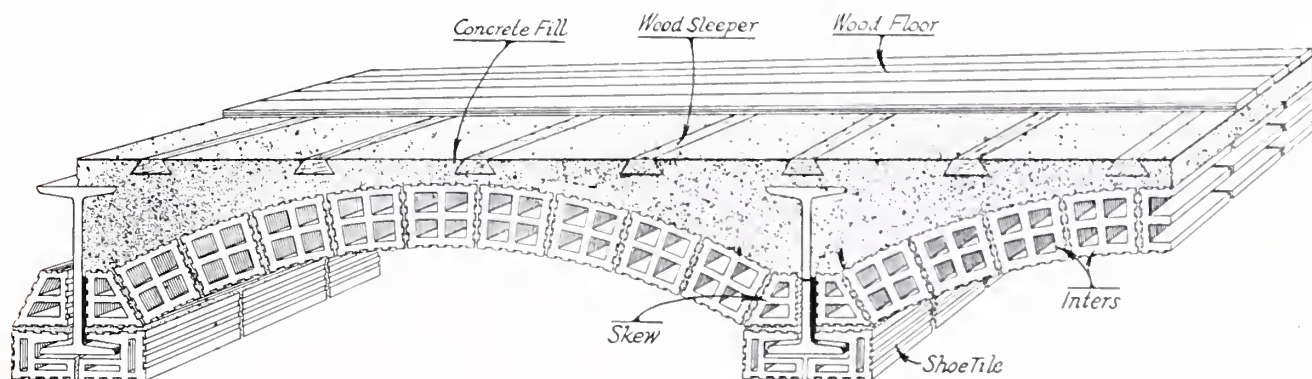 Concrete Fill
Wood Sleeper
Wood Floor
Skew
Inters
Shoe Tile